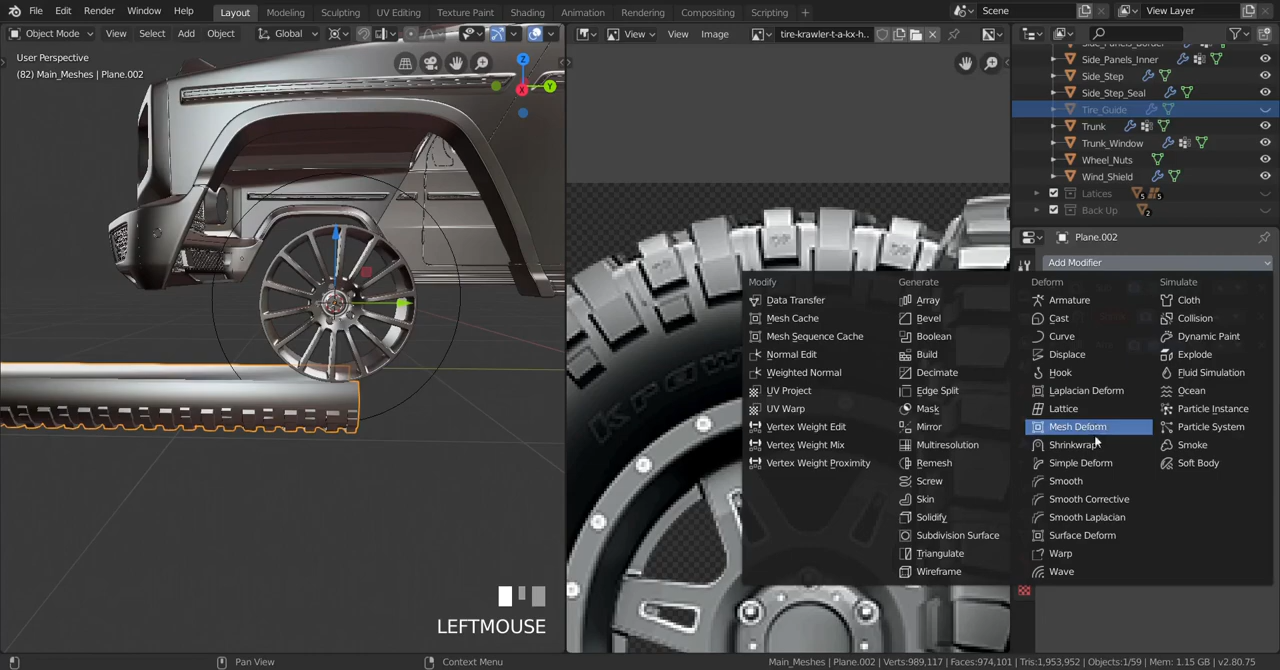 File Edit Render Window Help
Layout Modeling Sculpting UV Editing Texture Paint Shading Animation Rendering Compositing Scripting +
Scene View Layer
Object Mode View Select Add Object Global
View View Image tire-krawler-t-a-kx-h..
User Perspective
(82) Main_Meshes | Plane.002
Side_Panels_Border
Side_Panels_Inner
Side_Step
Side_Step_Seal
Tire_Guide
Trunk
Trunk_Window
Wheel_Nuts
Wind_Shield
Latices 5 5
Back Up 2
Plane.002
Add Modifier
Modify Generate Deform Simulate
Data Transfer Array Armature Cloth
Mesh Cache Bevel Cast Collision
Mesh Sequence Cache Boolean Curve Dynamic Paint
Normal Edit Build Displace Explode
Weighted Normal Decimate Hook Fluid Simulation
UV Project Edge Split Laplacian Deform Ocean
UV Warp Mask Lattice Particle Instance
Vertex Weight Edit Mirror Mesh Deform Particle System
Vertex Weight Mix Multiresolution Shrinkwrap Smoke
Vertex Weight Proximity Remesh Simple Deform Soft Body
Screw Smooth
Skin Smooth Corrective
Solidify Smooth Laplacian
Subdivision Surface Surface Deform
Triangulate Warp
Wireframe Wave
Z
Y
X
LEFTMOUSE
Pan View Context Menu Main_Meshes | Plane.002 | Verts:989,117 | Faces:974,101 | Tris:1,953,952 | Objects:1/59 | Mem: 1.15 GB | v2.80.75